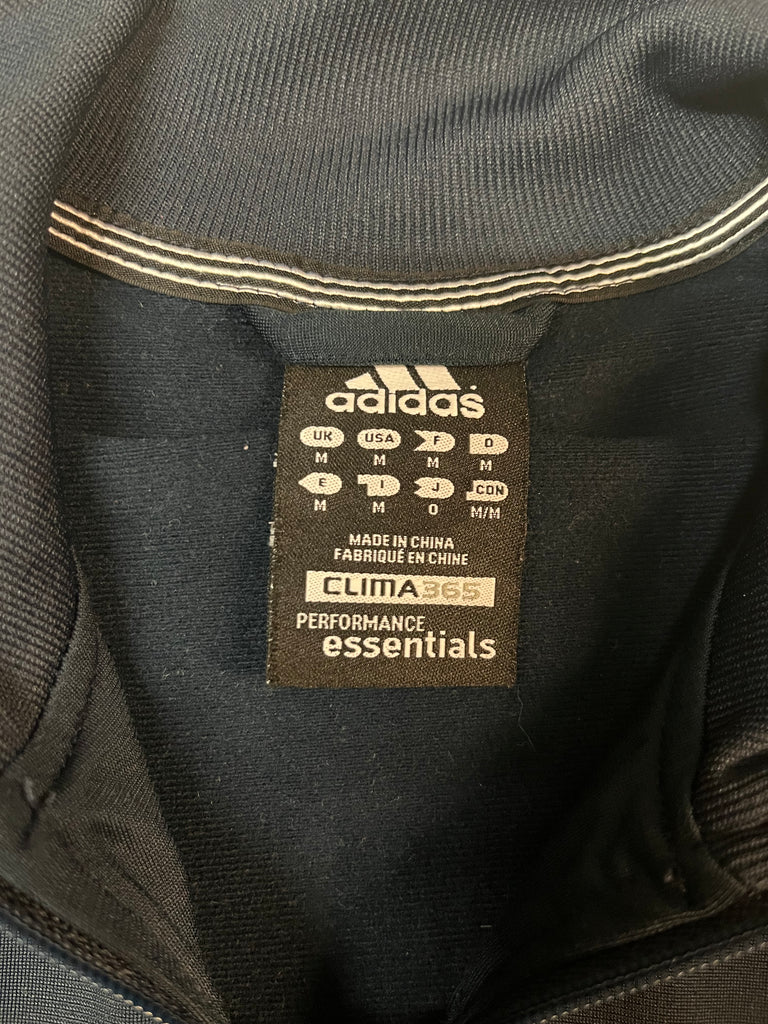 adidas
UK USA F D
M M M M
E I J CON
M M O M/M
MADE IN CHINA
FABRIQUÉ EN CHINE
CLIMA365
PERFORMANCE
essentials